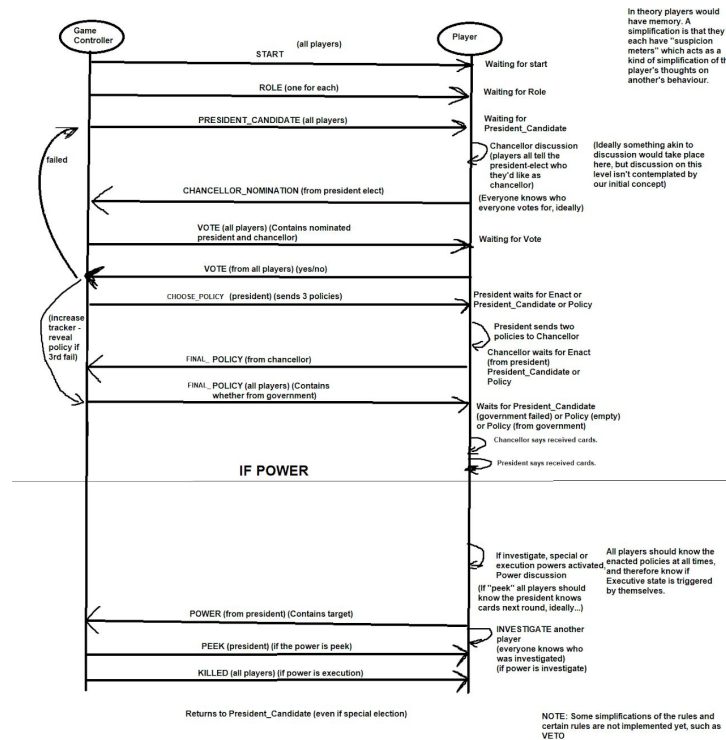 Game
Controller
(all players)
START
Player
In theory players would
have memory. A
simplification is that they
each have "suspicion
meters" which acts as a
kind of simplification of th
player's thoughts on
another's behaviour.
Waiting for start
ROLE (one for each)
Waiting for Role
PRESIDENT_CANDIDATE (all players)
Waiting for
President_Candidate
failed
Chancellor discussion
(players all tell the
president-elect who
they'd like as
chancellor)
(Ideally something akin to
discussion would take place
here, but discussion on this
level isn't contemplated by
our initial concept)
CHANCELLOR_NOMINATION (from president elect)
(Everyone knows who
everyone votes for, ideally)
VOTE (all players) (Contains nominated
president and chancellor)
Waiting for Vote
VOTE (from all players) (yes/no)
CHOOSE_POLICY (president) (sends 3 policies)
President waits for Enact or
President_Candidate or Policy
(increase
tracker -
reveal
policy if
3rd fail)
President sends two
policies to Chancellor
FINAL_ POLICY (from chancellor)
Chancellor waits for Enact
(from president)
President_Candidate or
Policy
FINAL_POLICY (all players) (Contains
whether from government)
Waits for President_Candidate
(government failed) or Policy (empty)
or Policy (from government)
Chancellor says received cards.
President says received cards.
IF POWER
If investigate, special or
execution powers activated,
Power discussion
All players should know the
enacted policies at all times,
and therefore know if
Executive state is triggered
by themselves.
(If "peek" all players should
know the president knows
cards next round, ideally...)
POWER (from president) (Contains target)
INVESTIGATE another
player
(everyone knows who
was investigated)
(if power is investigate)
PEEK (president) (if the power is peek)
KILLED (all players) (if power is execution)
Returns to President_Candidate (even if special election)
NOTE: Some simplifications of the rules and
certain rules are not implemented yet, such as
VETO